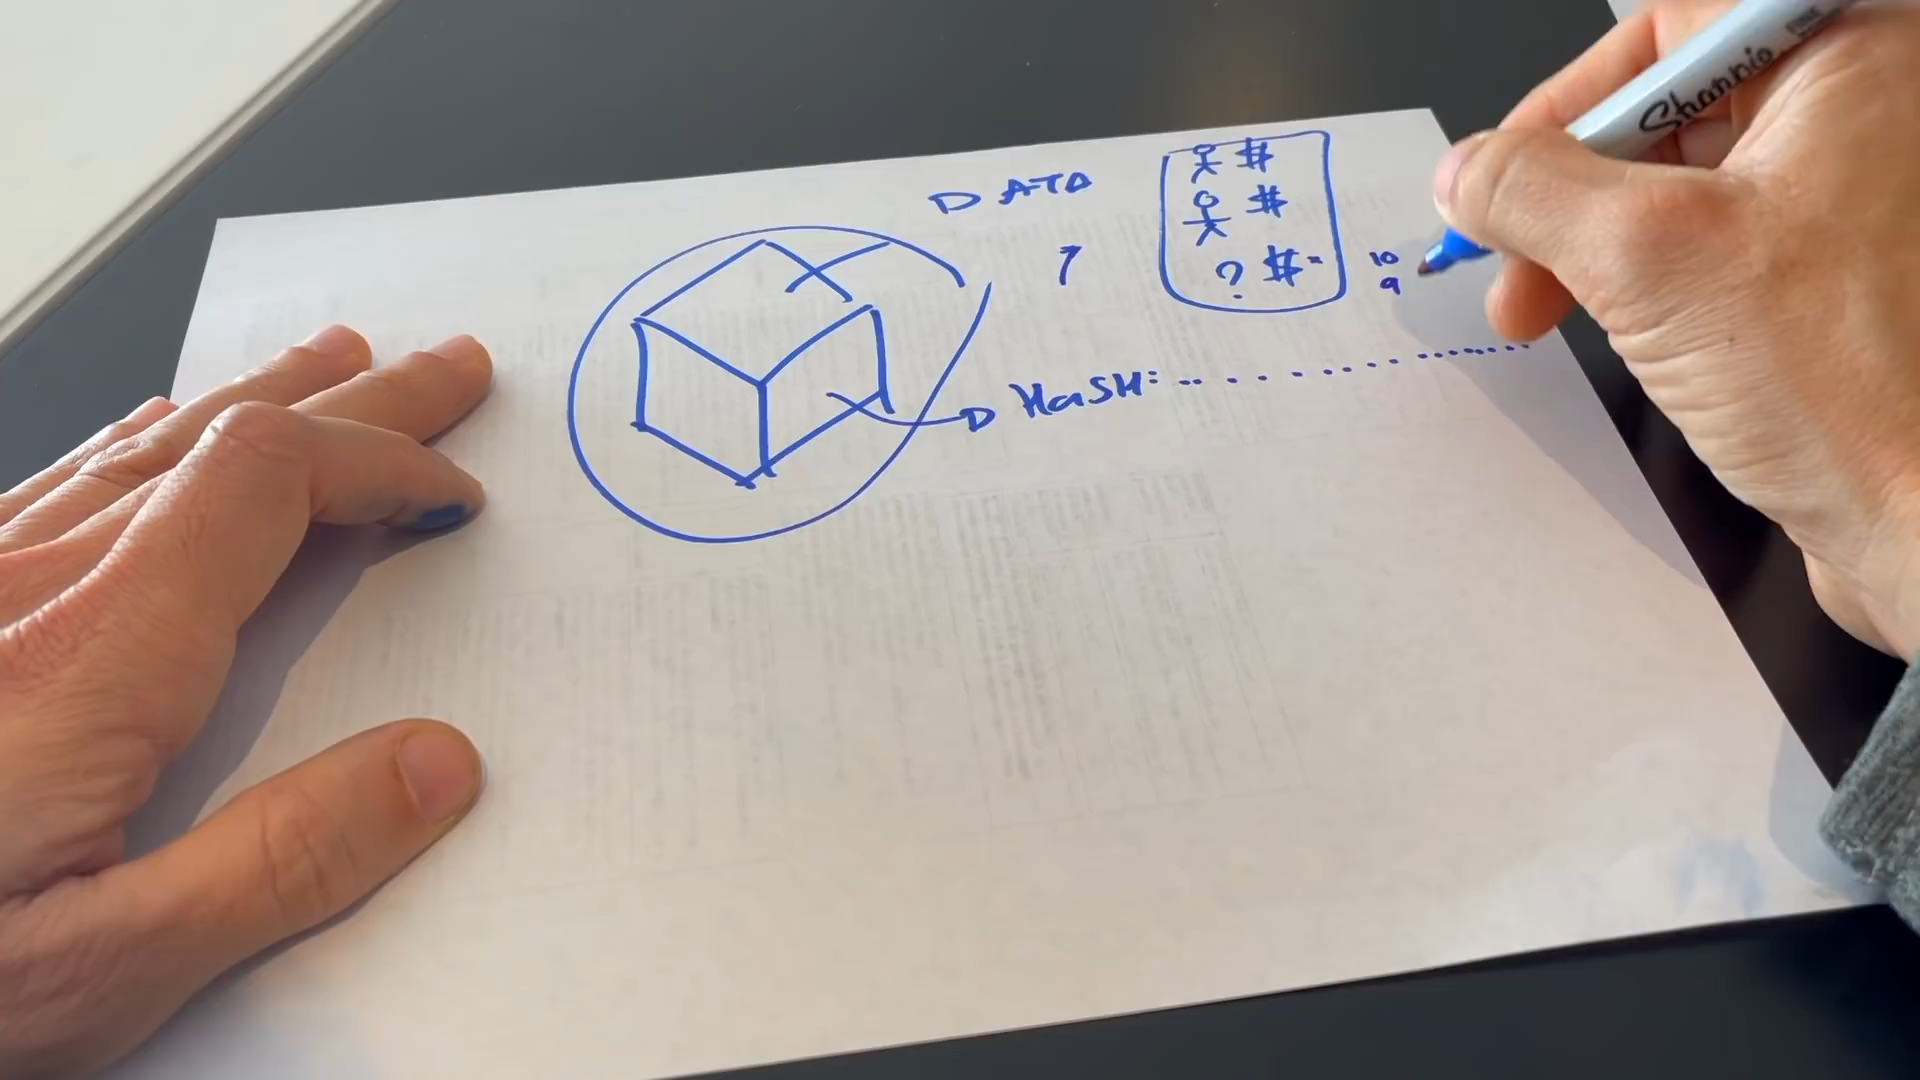 DATA
$
$
? $=
10
9
?
HaSH:
Sharpie